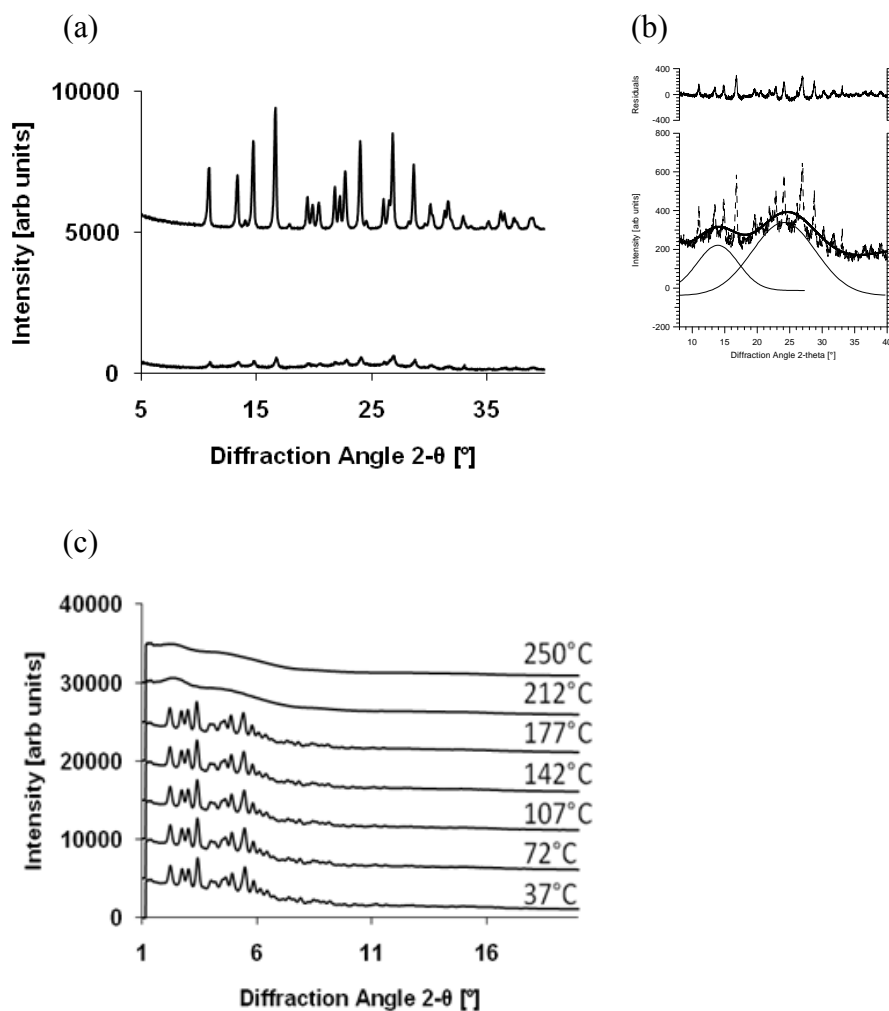 (a)
10000
5000
0
Intensity [arb units]
5 15 25 35
Diffraction Angle 2-θ [°]
(b)
400
0
-400
Residuals
800
600
400
200
0
-200
Intensity [arb units]
10 15 20 25 30 35 40
Diffraction Angle 2-theta [°]
(c)
40000
30000
20000
10000
0
Intensity [arb units]
250°C
212°C
177°C
142°C
107°C
72°C
37°C
1 6 11 16
Diffraction Angle 2-θ [°]